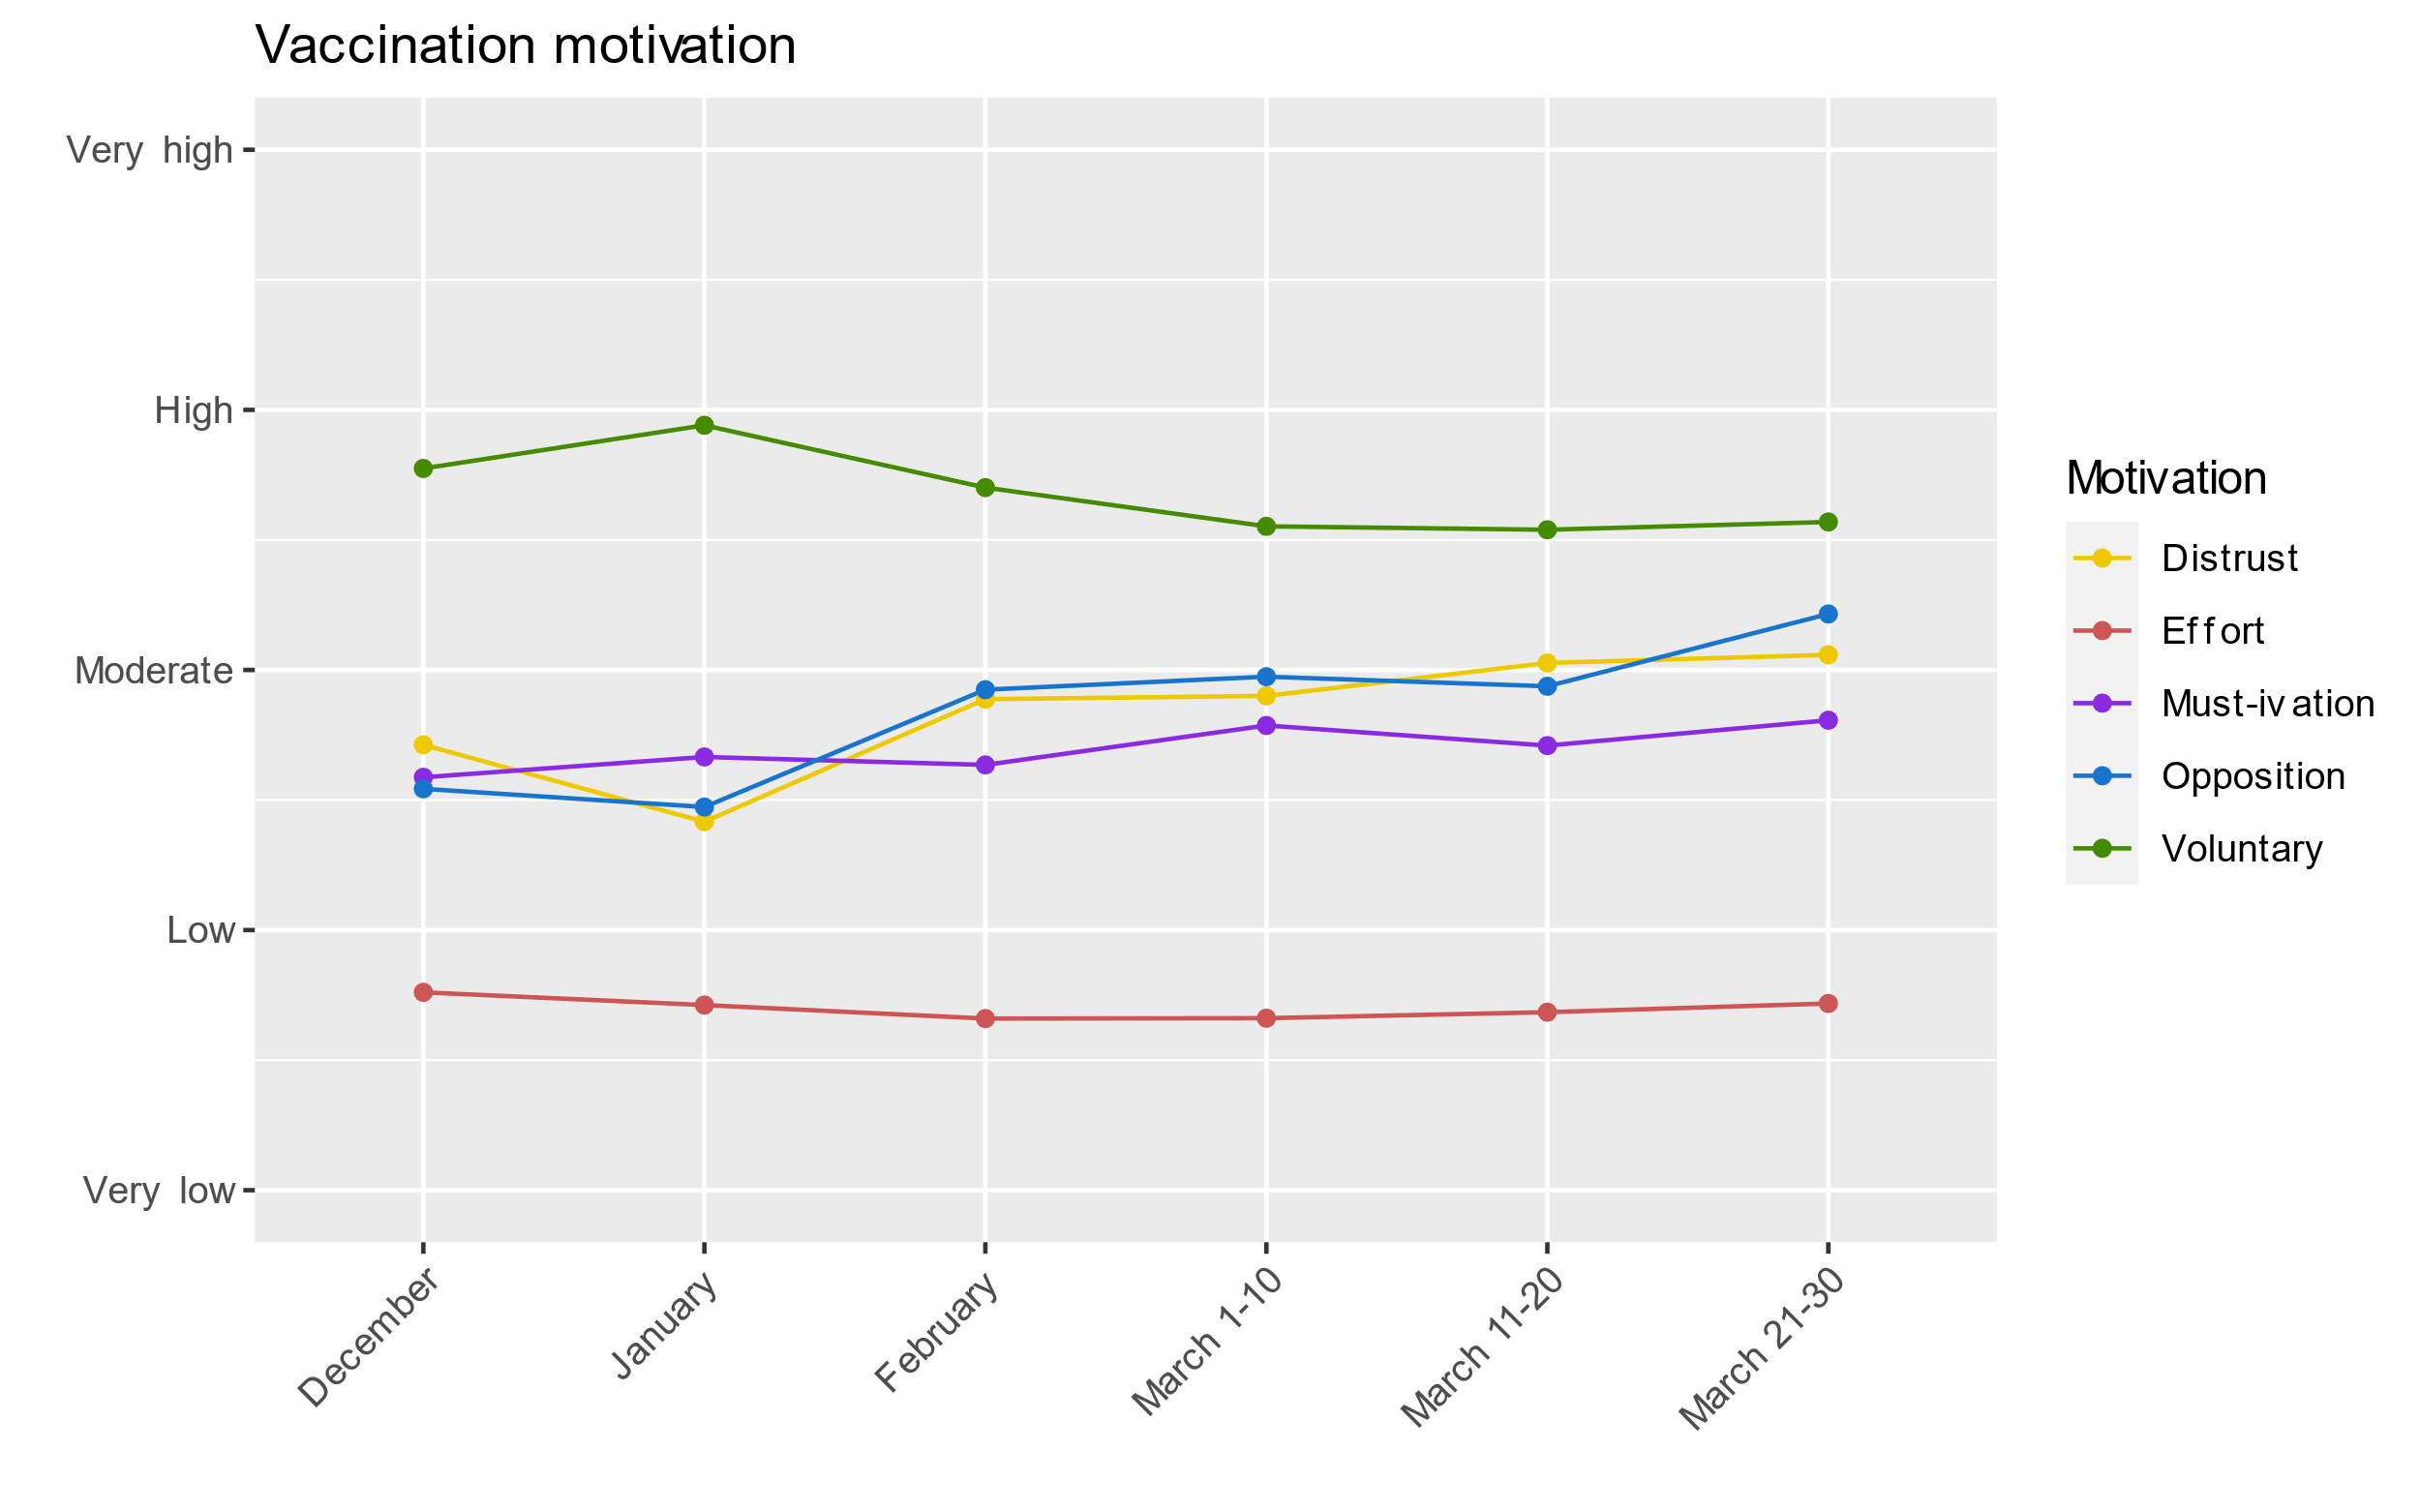 Vaccination motivation
Very high
High
Moderate
Low
Very low
December
January
February
March 1-10
March 11-20
March 21-30
Motivation
Distrust
Effort
Must-ivation
Opposition
Voluntary